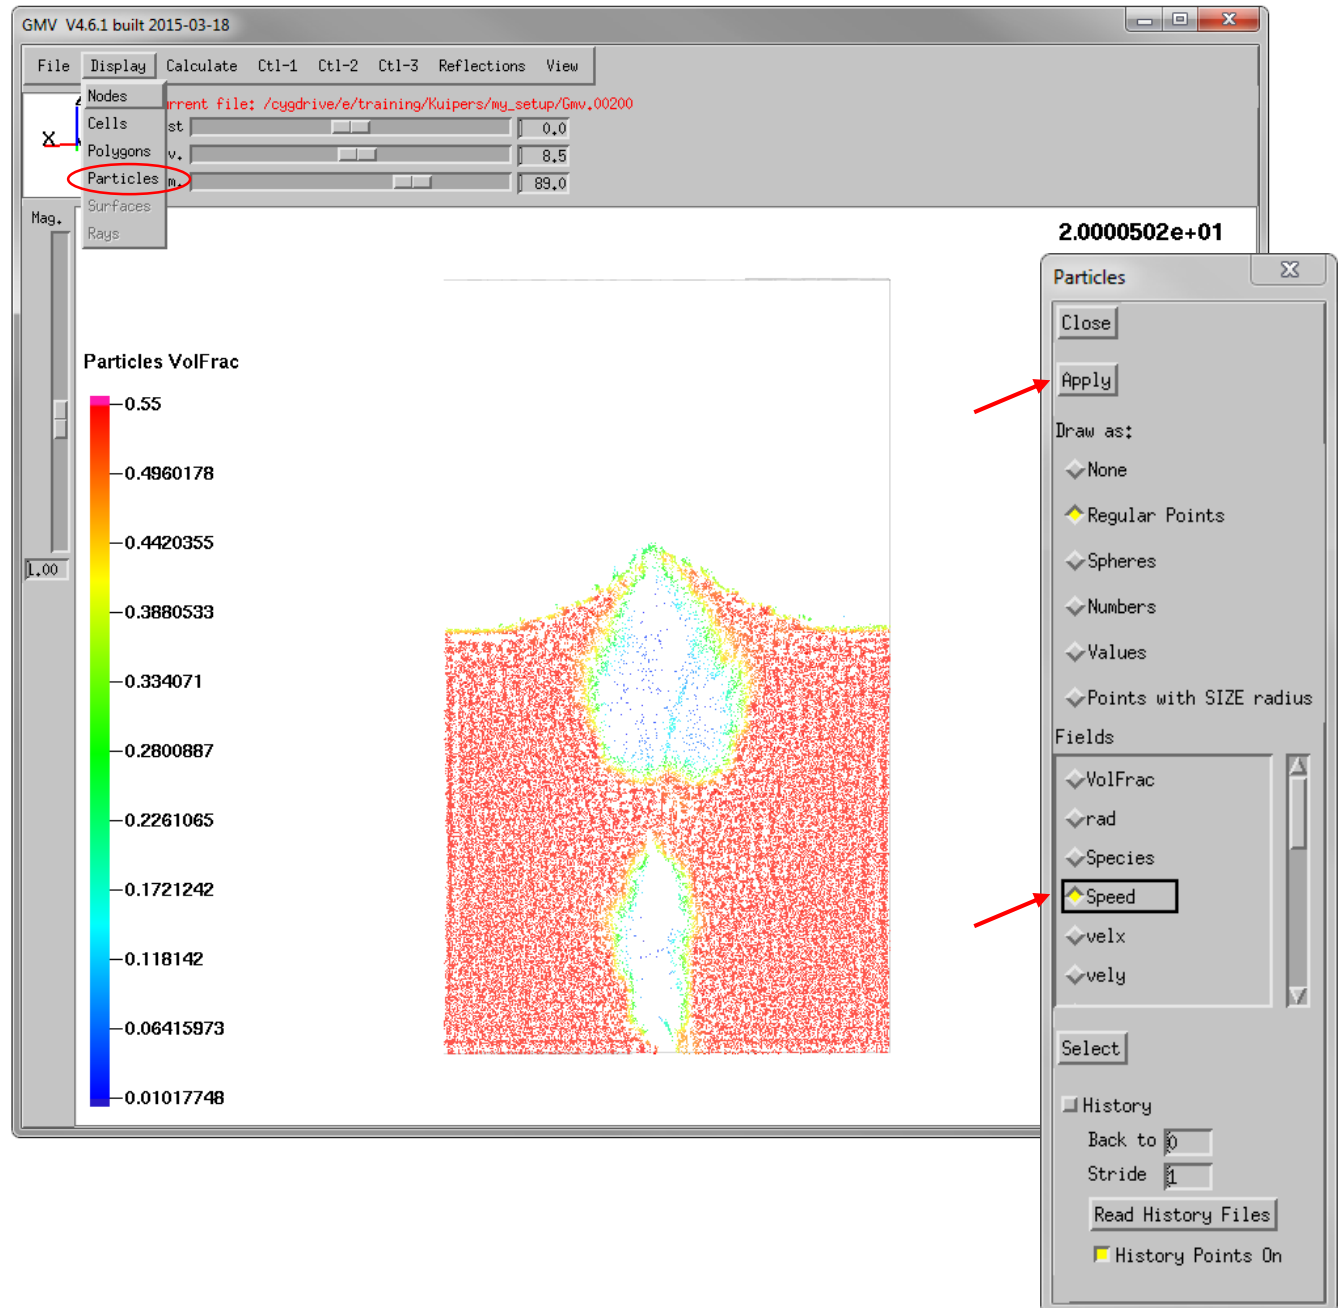 GMV V4.6.1 built 2015-03-18
File Display Calculate Ctl-1 Ctl-2 Ctl-3 Reflections View
Nodes
Cells
Polygons
Particles
Surfaces
Rays
rrent file: /cygdrive/e/training/Kuipers/my_setup/Gmv.00200
X
st 0.0
v. 8.5
m. 89.0
Mag.
1.00
2.0000502e+01
Particles VolFrac
0.55
0.4960178
0.4420355
0.3880533
0.334071
0.2800887
0.2261065
0.1721242
0.118142
0.06415973
0.01017748
Particles
Close
Apply
Draw as:
None
Regular Points
Spheres
Numbers
Values
Points with SIZE radius
Fields
VolFrac
rad
Species
Speed
velx
vely
Select
History
Back to 0
Stride 1
Read History Files
History Points On